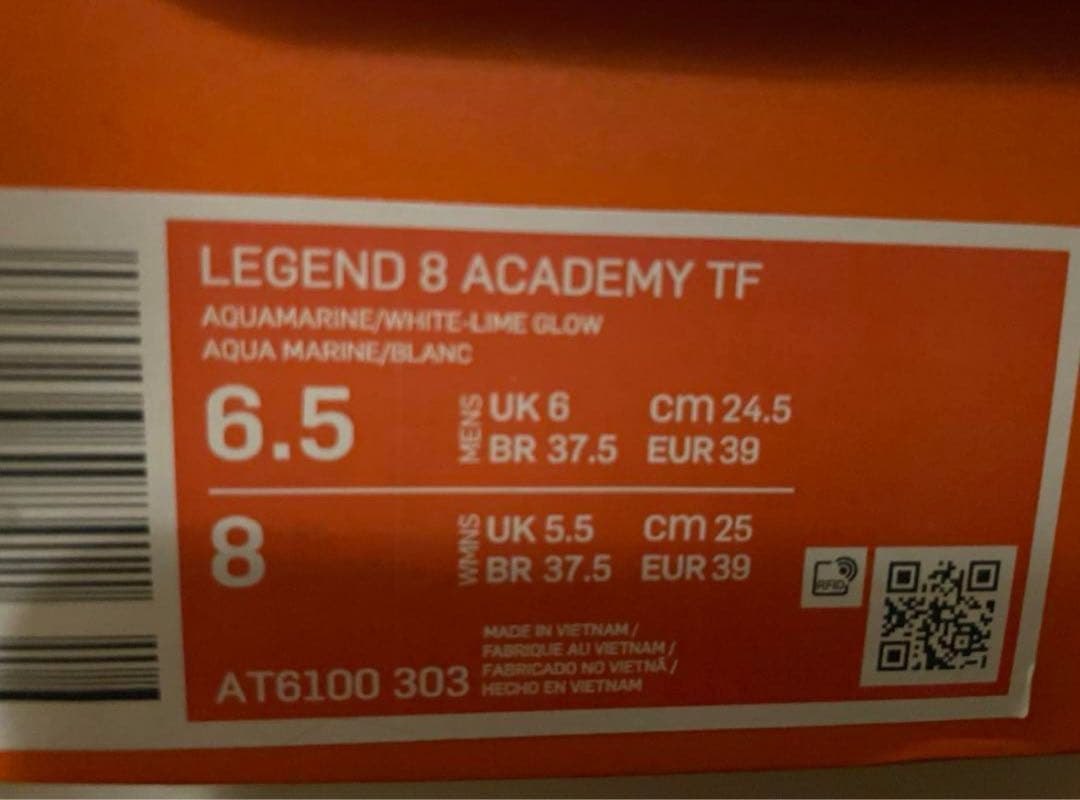 LEGEND 8 ACADEMY TF
AQUAMARINE/WHITE-LIME GLOW
AQUA MARINE/BLANC
6.5 MENS UK 6 cm 24.5
BR 37.5 EUR 39
8 WMNS UK 5.5 cm 25
BR 37.5 EUR 39
MADE IN VIETNAM /
FABRIQUE AU VIETNAM /
FABRICADO NO VIETNÃ /
HECHO EN VIETNAM
AT6100 303
RFID